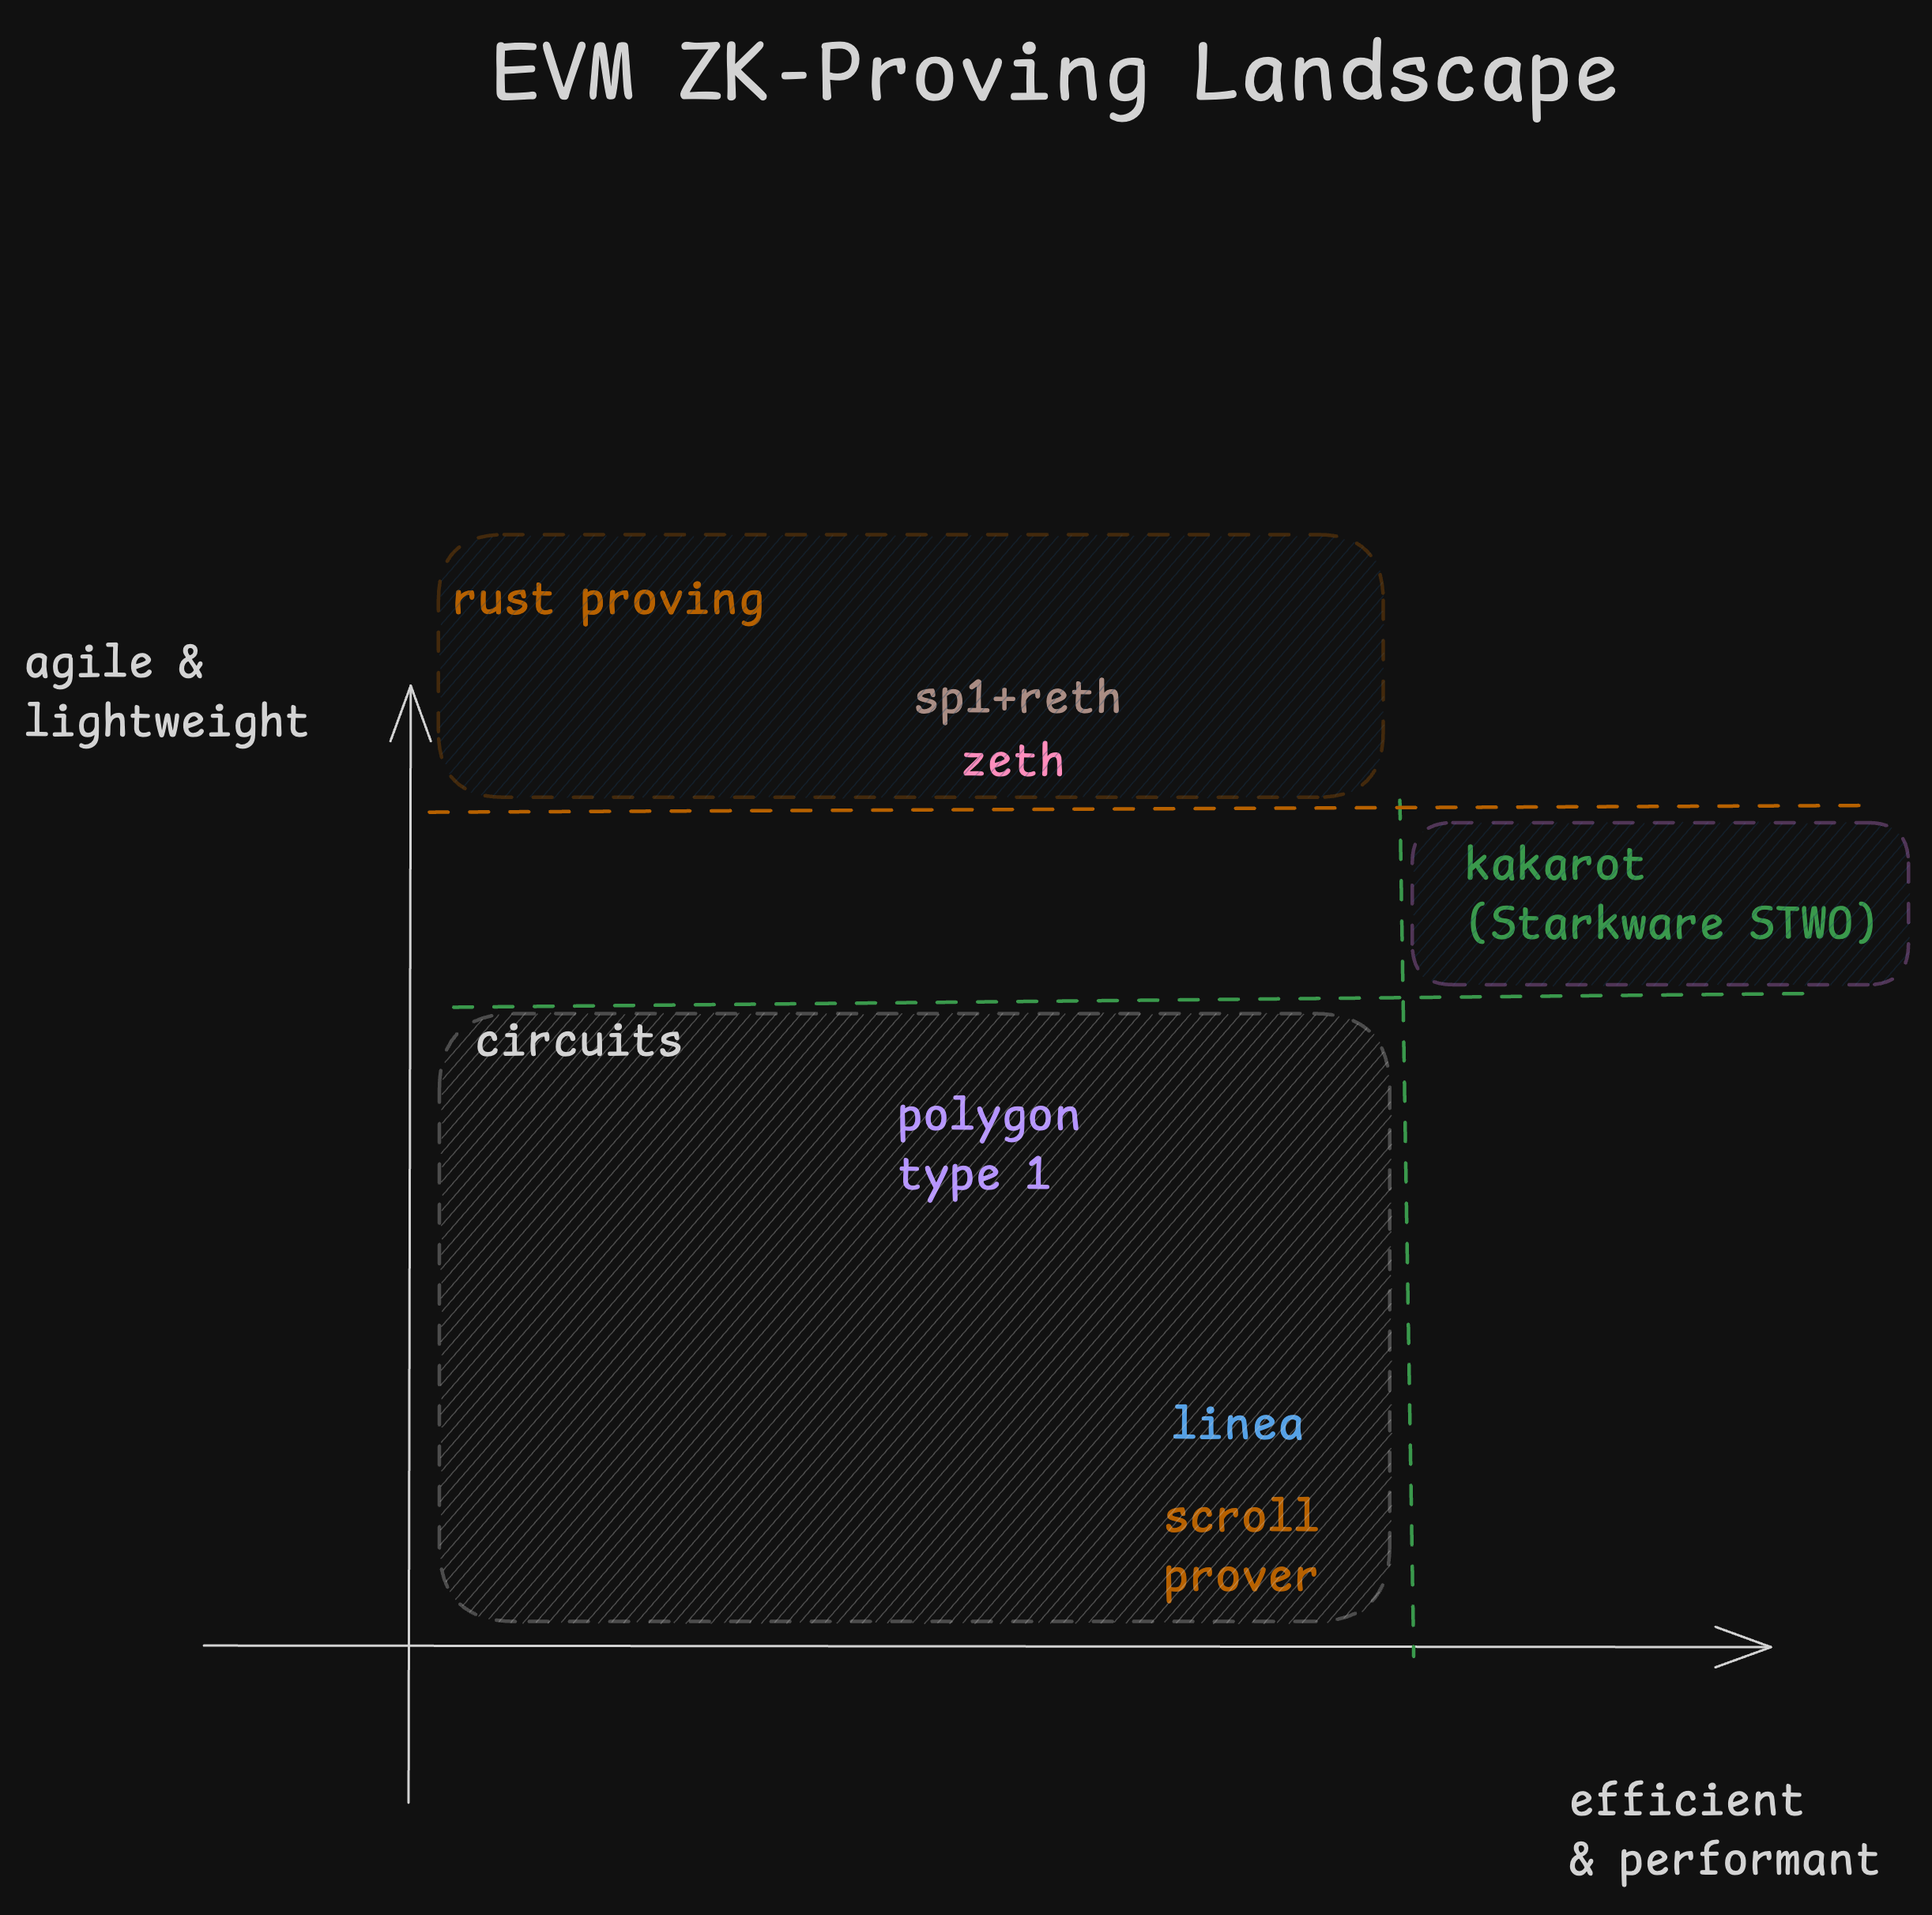 EVM ZK-Proving Landscape
rust proving
agile &
lightweight
sp1+reth
zeth
kakarot
(Starkware STWO)
circuits
polygon
type 1
linea
scroll
prover
efficient
& performant